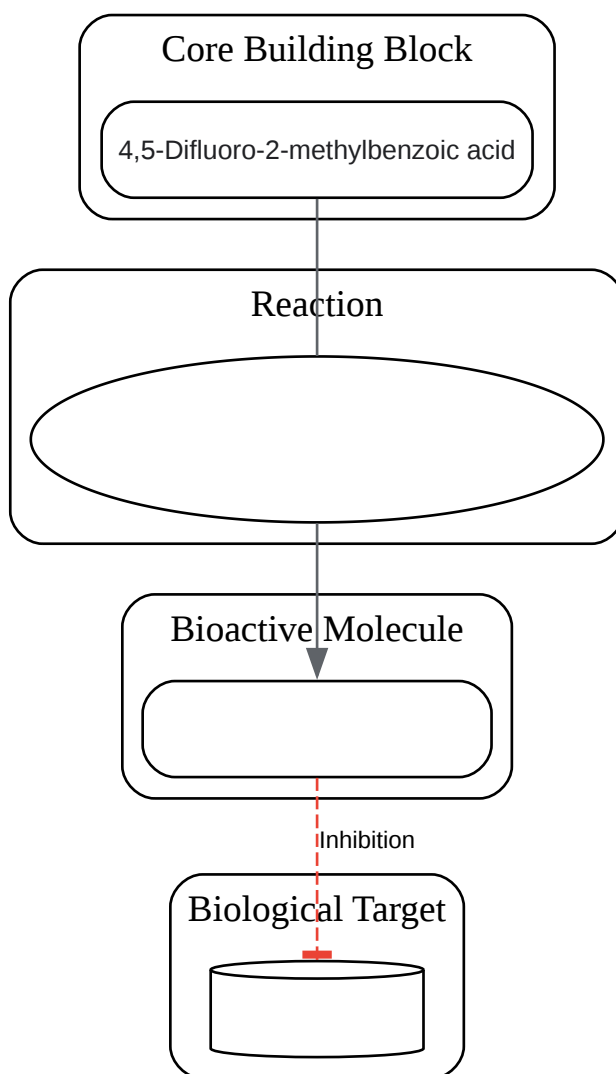 Core Building Block
4,5-Difluoro-2-methylbenzoic acid
Reaction
Bioactive Molecule
Inhibition
Biological Target